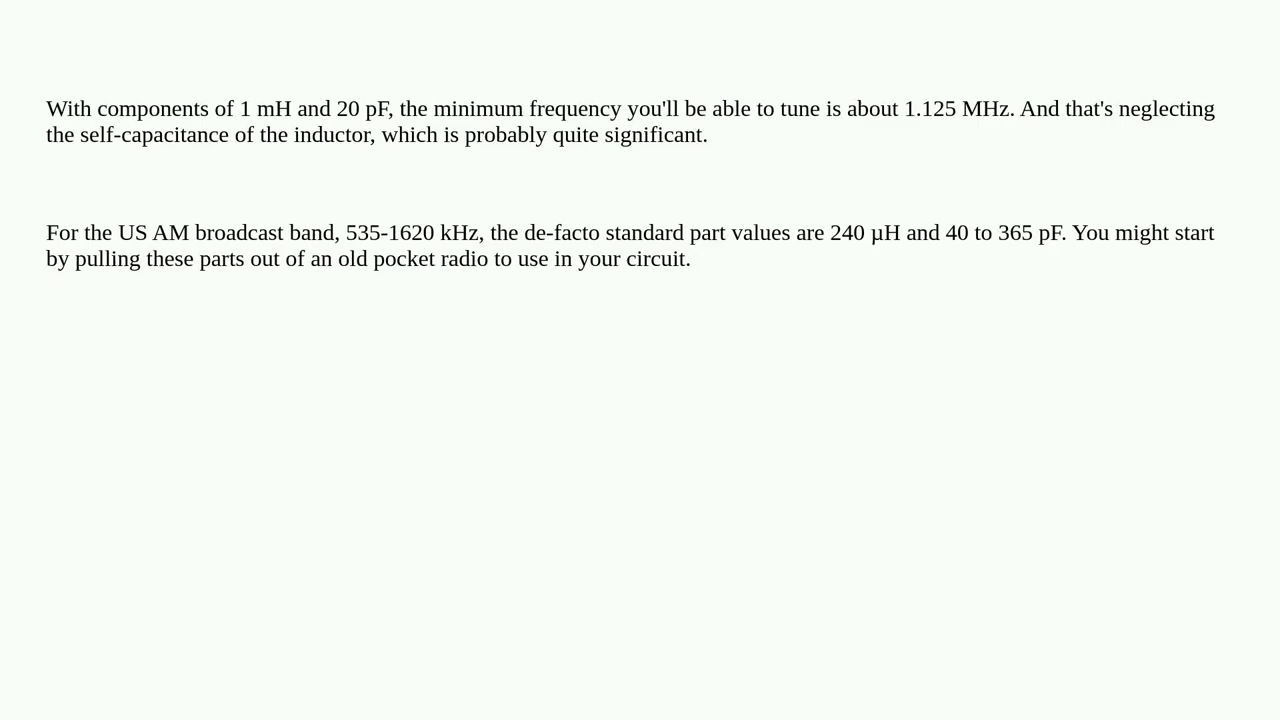 With components of 1 mH and 20 pF, the minimum frequency you'll be able to tune is about 1.125 MHz. And that's neglecting
the self-capacitance of the inductor, which is probably quite significant.
For the US AM broadcast band, 535-1620 kHz, the de-facto standard part values are 240 µH and 40 to 365 pF. You might start
by pulling these parts out of an old pocket radio to use in your circuit.